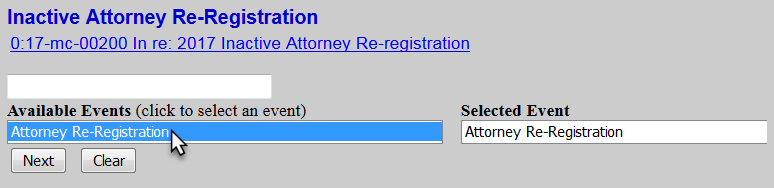 Inactive Attorney Re-Registration
0:17-mc-00200 In re: 2017 Inactive Attorney Re-registration
Available Events (click to select an event) Selected Event
Attorney Re-Registration Attorney Re-Registration
Next Clear